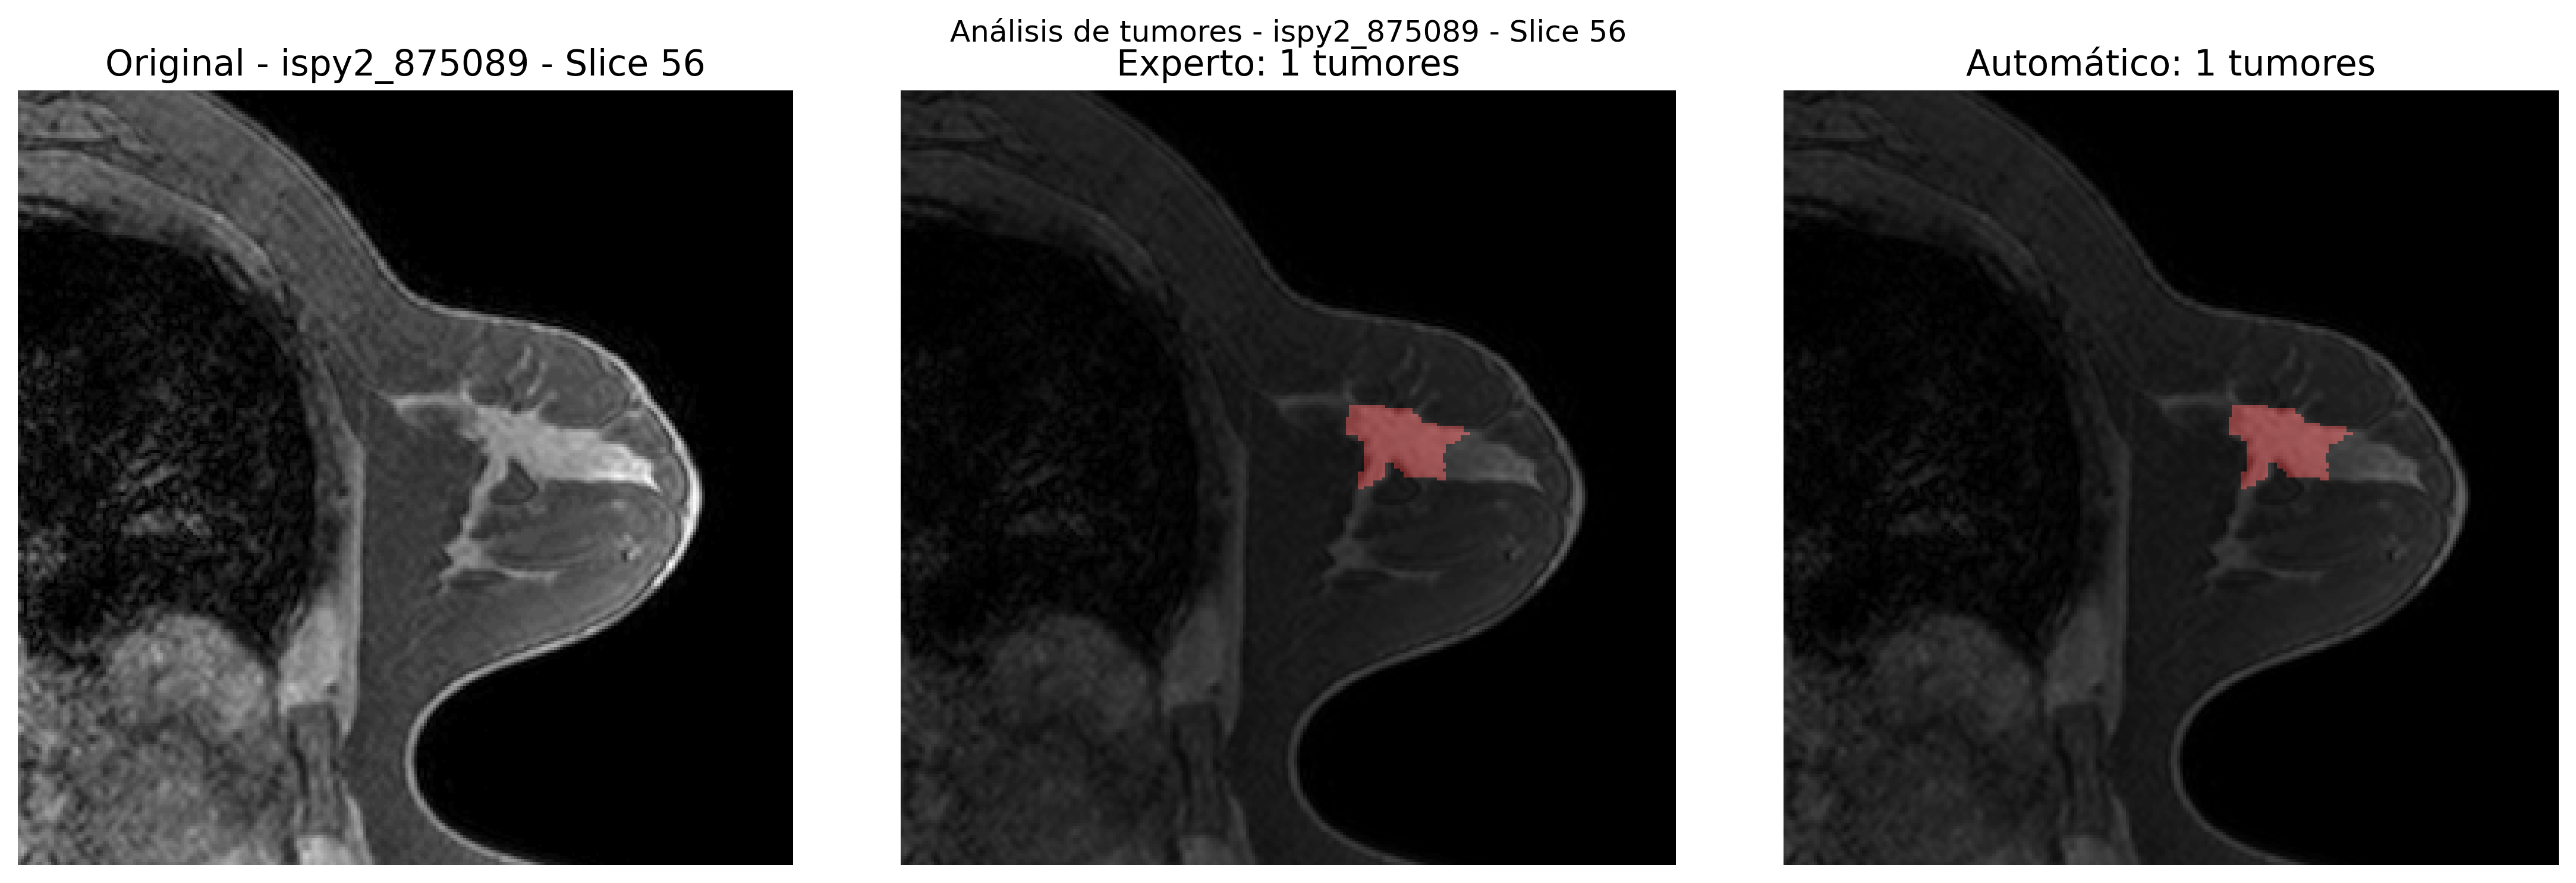 Análisis de tumores - ispy2_875089 - Slice 56
Original - ispy2_875089 - Slice 56
Experto: 1 tumores
Automático: 1 tumores